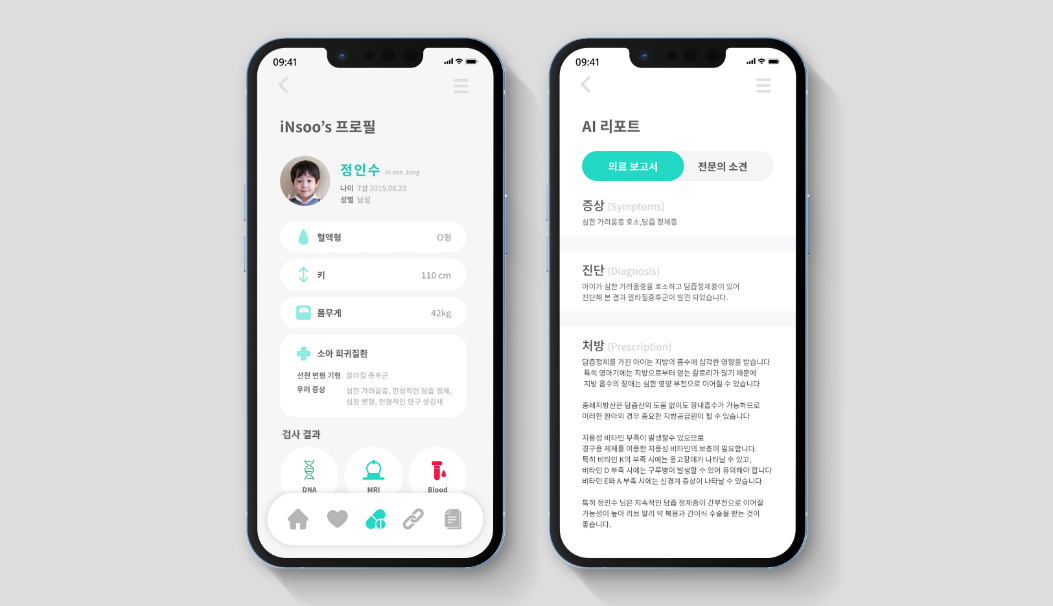 09:41
iNsoo's 프로필
정인수 In soo Jung
나이 7살 2015.08.23
성별 남성
혈액형 O형
키 110 cm
몸무게 42kg
소아 희귀질환
선천 변형 기형 알라질 증후군
우려 증상 심한 가려움증, 만성적인 담즙 정체,
심장 변형, 전형적인 안구 생김새
검사 결과
DNA MRI Blood
09:41
AI 리포트
의료 보고서 전문의 소견
증상 (Symptoms)
심한 가려움증 호소,담즙 정체증
진단 (Diagnosis)
아이가 심한 가려움증을 호소하고 담즙정체증이 있어
진단해 본 결과 알라질증후군이 발견 되었습니다.
처방 (Prescription)
담즙정체를 가진 아이는 지방의 흡수에 심각한 영향을 받습니다
특히 영아기에는 지방으로부터 얻는 칼로리가 많기 때문에
지방 흡수의 장애는 심한 영양 부전으로 이어질 수 있습니다
중쇄지방산은 담즙산의 도움 없이도 장내흡수가 가능하므로
이러한 환아의 경우 중요한 지방공급원이 될 수 있습니다
지용성 비타민 부족이 발생할수 있으므로
경구용 제제를 이용한 지용성 비타민의 보충이 필요합니다.
특히 비타민 K의 부족 시에는 응고장애가 나타날 수 있고,
비타민 D 부족 시에는 구루병이 발생할 수 있어 유의해야 합니다
비타민 E와 A 부족 시에는 신경계 증상이 나타날 수 있습니다
특히 정인수 님은 지속적인 담즙 정체증이 간부전으로 이어질
가능성이 높아 리브 말리 약 복용과 간이식 수술을 받는 것이
좋습니다.